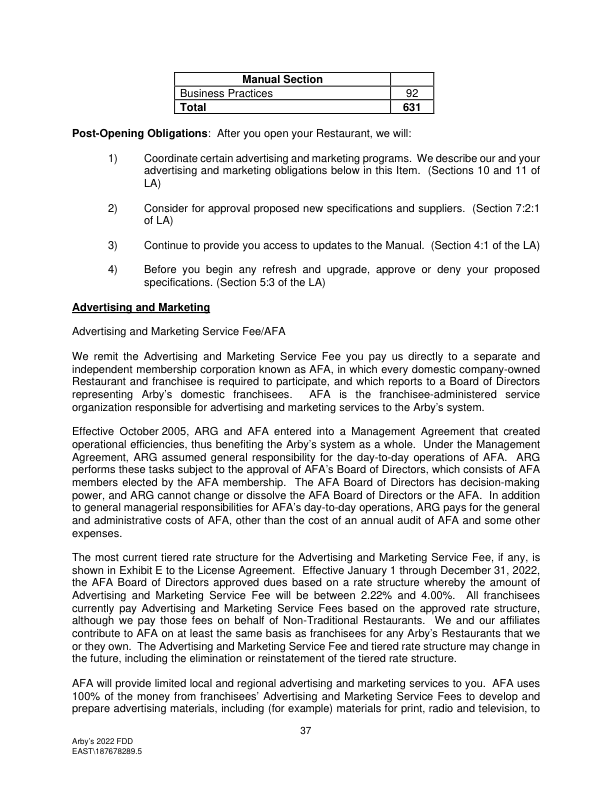 Manual Section
Business Practices 92
Total 631
Post-Opening Obligations:  After you open your Restaurant, we will:
1) Coordinate certain advertising and marketing programs.  We describe our and your
advertising and marketing obligations below in this Item.  (Sections 10 and 11 of
LA)
2) Consider for approval proposed new specifications and suppliers.  (Section 7:2:1
of LA)
3) Continue to provide you access to updates to the Manual.  (Section 4:1 of the LA)
4) Before you begin any refresh and upgrade, approve or deny your proposed
specifications. (Section 5:3 of the LA)
Advertising and Marketing
Advertising and Marketing Service Fee/AFA
We remit the Advertising and Marketing Service Fee you pay us directly to a separate and
independent membership corporation known as AFA, in which every domestic company-owned
Restaurant and franchisee is required to participate, and which reports to a Board of Directors
representing Arby's domestic franchisees.  AFA is the franchisee-administered service
organization responsible for advertising and marketing services to the Arby's system.
Effective October 2005, ARG and AFA entered into a Management Agreement that created
operational efficiencies, thus benefiting the Arby's system as a whole.  Under the Management
Agreement, ARG assumed general responsibility for the day-to-day operations of AFA.  ARG
performs these tasks subject to the approval of AFA's Board of Directors, which consists of AFA
members elected by the AFA membership.  The AFA Board of Directors has decision-making
power, and ARG cannot change or dissolve the AFA Board of Directors or the AFA.  In addition
to general managerial responsibilities for AFA's day-to-day operations, ARG pays for the general
and administrative costs of AFA, other than the cost of an annual audit of AFA and some other
expenses.
The most current tiered rate structure for the Advertising and Marketing Service Fee, if any, is
shown in Exhibit E to the License Agreement.  Effective January 1 through December 31, 2022,
the AFA Board of Directors approved dues based on a rate structure whereby the amount of
Advertising and Marketing Service Fee will be between 2.22% and 4.00%.  All franchisees
currently pay Advertising and Marketing Service Fees based on the approved rate structure,
although we pay those fees on behalf of Non-Traditional Restaurants.  We and our affiliates
contribute to AFA on at least the same basis as franchisees for any Arby's Restaurants that we
or they own.  The Advertising and Marketing Service Fee and tiered rate structure may change in
the future, including the elimination or reinstatement of the tiered rate structure.
AFA will provide limited local and regional advertising and marketing services to you.  AFA uses
100% of the money from franchisees' Advertising and Marketing Service Fees to develop and
prepare advertising materials, including (for example) materials for print, radio and television, to
37
Arby's 2022 FDD
EAST\187678289.5